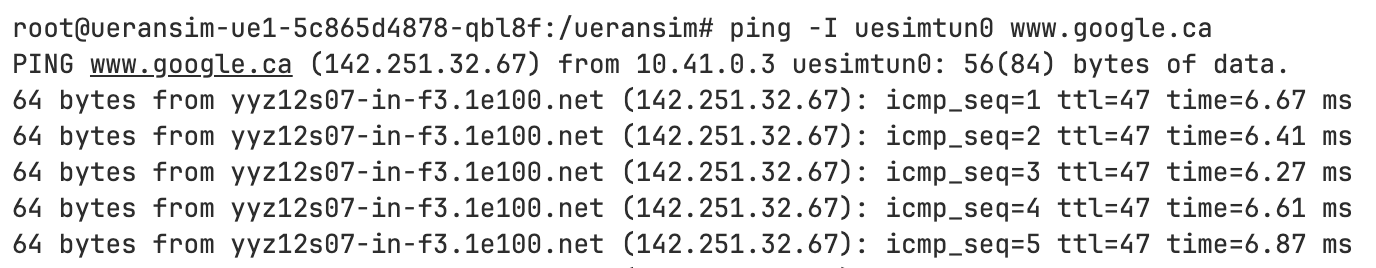 root@ueransim-ue1-5c865d4878-qbl8f:/ueransim# ping -I uesimtun0 www.google.ca
PING www.google.ca (142.251.32.67) from 10.41.0.3 uesimtun0: 56(84) bytes of data.
64 bytes from yyz12s07-in-f3.1e100.net (142.251.32.67): icmp_seq=1 ttl=47 time=6.67 ms
64 bytes from yyz12s07-in-f3.1e100.net (142.251.32.67): icmp_seq=2 ttl=47 time=6.41 ms
64 bytes from yyz12s07-in-f3.1e100.net (142.251.32.67): icmp_seq=3 ttl=47 time=6.27 ms
64 bytes from yyz12s07-in-f3.1e100.net (142.251.32.67): icmp_seq=4 ttl=47 time=6.61 ms
64 bytes from yyz12s07-in-f3.1e100.net (142.251.32.67): icmp_seq=5 ttl=47 time=6.87 ms